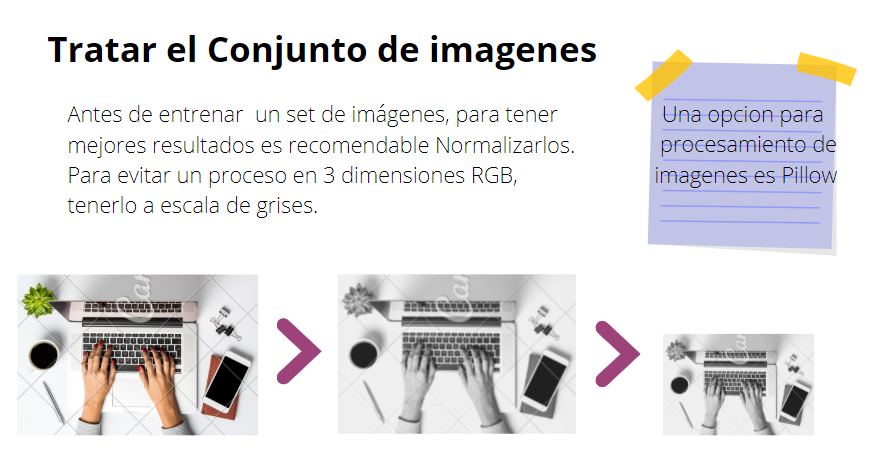 Tratar el Conjunto de imagenes
Antes de entrenar un set de imágenes, para tener
mejores resultados es recomendable Normalizarlos.
Para evitar un proceso en 3 dimensiones RGB,
tenerlo a escala de grises.
Una opcion para
procesamiento de
imagenes es Pillow